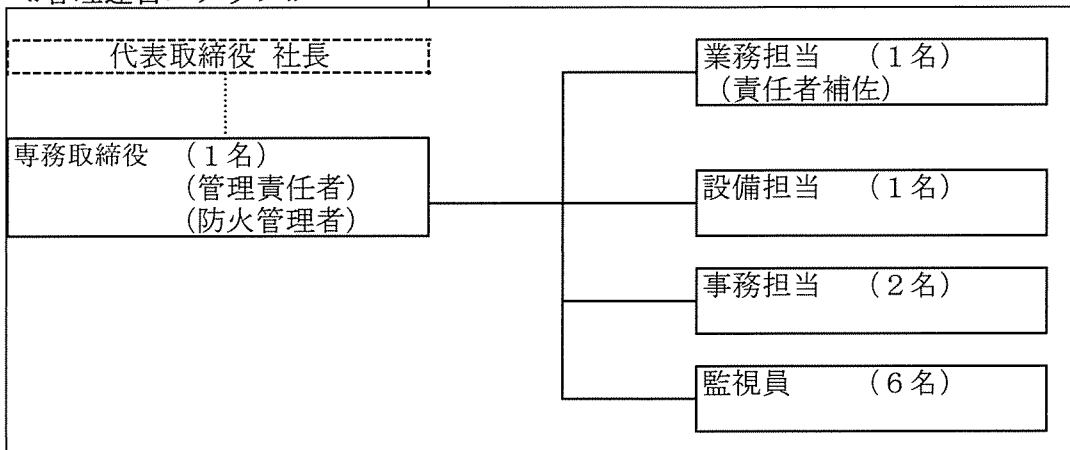 代表取締役 社長
専務取締役 (1名)
(管理責任者)
(防火管理者)
業務担当 (1名)
(責任者補佐)
設備担当 (1名)
事務担当 (2名)
監視員 (6名)